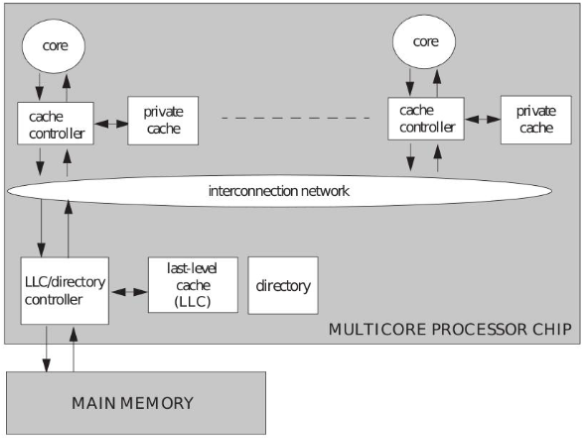 core
core
cache
controller
private
cache
cache
controller
private
cache
interconnection network
LLC/directory
controller
last-level
cache
(LLC)
directory
MULTICORE PROCESSOR CHIP
MAIN MEMORY